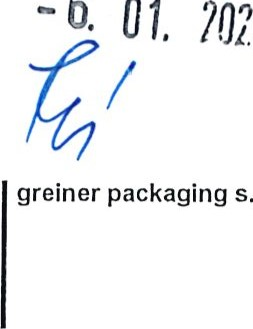 - 6. 01. 202
greiner packaging s.